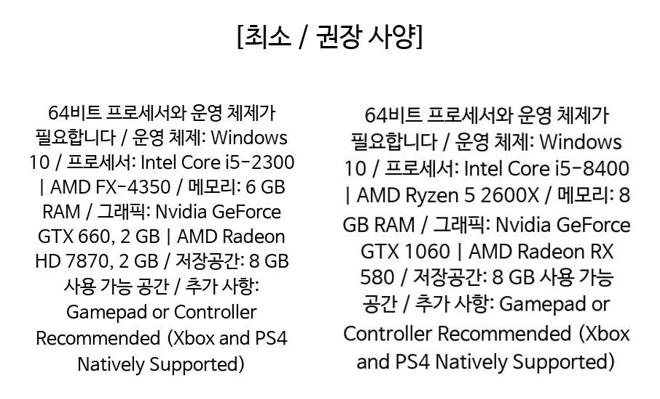 [최소 / 권장 사양]
64비트 프로세서와 운영 체제가
필요합니다 / 운영 체제: Windows
10 / 프로세서: Intel Core i5-2300
| AMD FX-4350 / 메모리: 6 GB
RAM / 그래픽: Nvidia GeForce
GTX 660, 2 GB | AMD Radeon
HD 7870, 2 GB / 저장공간: 8 GB
사용 가능 공간 / 추가 사항:
Gamepad or Controller
Recommended (Xbox and PS4
Natively Supported)
64비트 프로세서와 운영 체제가
필요합니다 / 운영 체제: Windows
10 / 프로세서: Intel Core i5-8400
| AMD Ryzen 5 2600X / 메모리: 8
GB RAM / 그래픽: Nvidia GeForce
GTX 1060 | AMD Radeon RX
580 / 저장공간: 8 GB 사용 가능
공간 / 추가 사항: Gamepad or
Controller Recommended (Xbox
and PS4 Natively Supported)